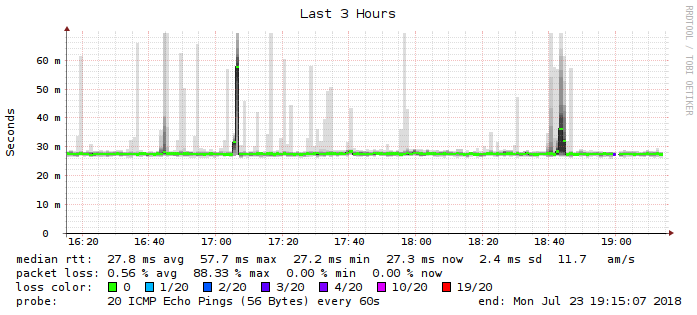 Last 3 Hours
RRDTOOL / TOBI OETIKER
Seconds
60 m
50 m
40 m
30 m
20 m
10 m
0
16:20 16:40 17:00 17:20 17:40 18:00 18:20 18:40 19:00
median rtt: 27.8 ms avg 57.7 ms max 27.2 ms min 27.3 ms now 2.4 ms sd 11.7 am/s
packet loss: 0.56 % avg 88.33 % max 0.00 % min 0.00 % now
loss color: 0 1/20 2/20 3/20 4/20 10/20 19/20
probe: 20 ICMP Echo Pings (56 Bytes) every 60s end: Mon Jul 23 19:15:07 2018